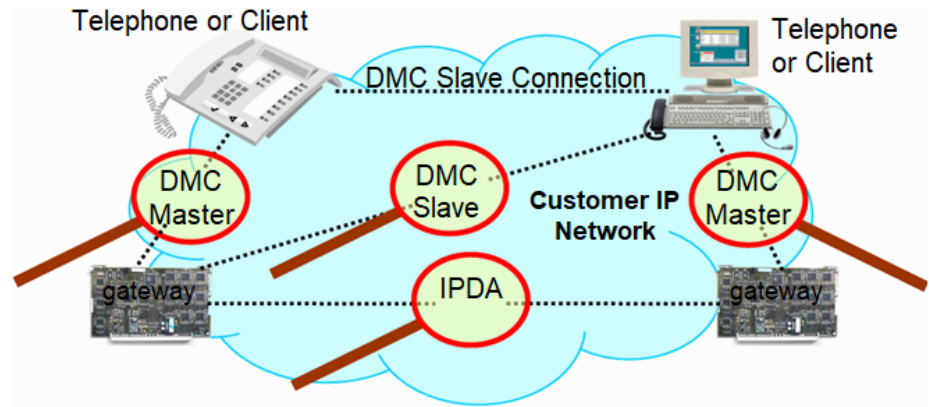 Telephone or Client
Telephone
or Client
DMC Slave Connection
DMC
Master
DMC
Slave
Customer IP
Network
DMC
Master
gateway
IPDA
gateway